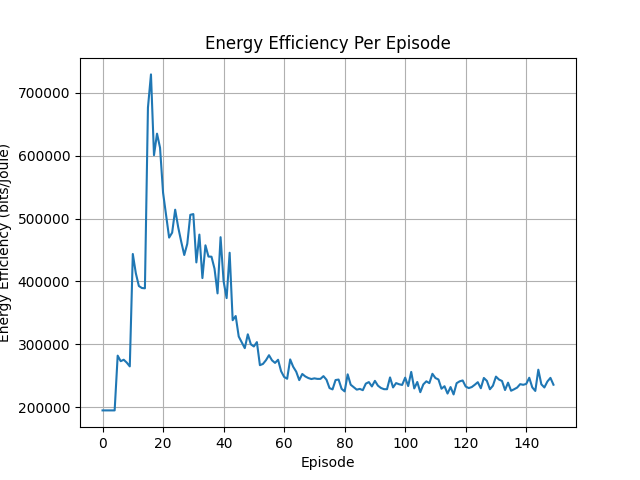 Energy Efficiency Per Episode
Energy Efficiency (bits/Joule)
700000
600000
500000
400000
300000
200000
0 20 40 60 80 100 120 140
Episode